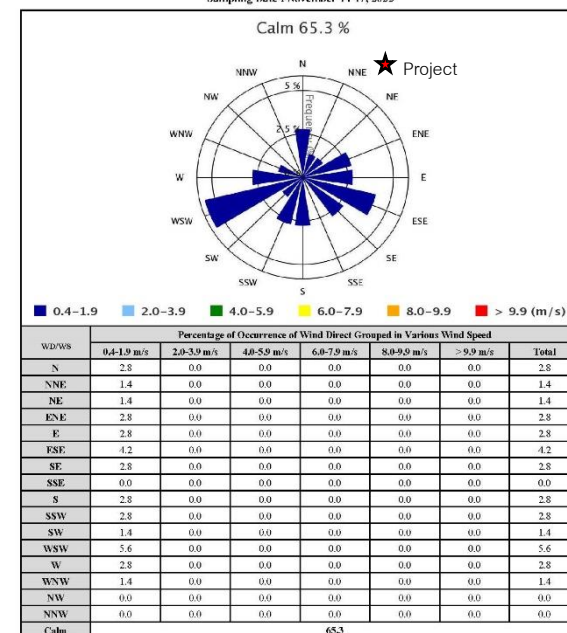 Calm 65.3 %
Project
N
NNE
NE
ENE
E
ESE
SE
SSE
S
SSW
SW
WSW
W
WNW
NW
NNW
5 %
2.5 %
0.4-1.9 2.0-3.9 4.0-5.9 6.0-7.9 8.0-9.9 > 9.9 (m/s)
WD/WS Percentage of Occurrence of Wind Direct Grouped in Various Wind Speed
0.4-1.9 m/s 2.0-3.9 m/s 4.0-5.9 m/s 6.0-7.9 m/s 8.0-9.9 m/s > 9.9 m/s Total
N 2.8 0.0 0.0 0.0 0.0 0.0 2.8
NNE 1.4 0.0 0.0 0.0 0.0 0.0 1.4
NE 1.4 0.0 0.0 0.0 0.0 0.0 1.4
ENE 2.8 0.0 0.0 0.0 0.0 0.0 2.8
E 2.8 0.0 0.0 0.0 0.0 0.0 2.8
ESE 4.2 0.0 0.0 0.0 0.0 0.0 4.2
SE 2.8 0.0 0.0 0.0 0.0 0.0 2.8
SSE 0.0 0.0 0.0 0.0 0.0 0.0 0.0
S 2.8 0.0 0.0 0.0 0.0 0.0 2.8
SSW 2.8 0.0 0.0 0.0 0.0 0.0 2.8
SW 1.4 0.0 0.0 0.0 0.0 0.0 1.4
WSW 5.6 0.0 0.0 0.0 0.0 0.0 5.6
W 2.8 0.0 0.0 0.0 0.0 0.0 2.8
WNW 1.4 0.0 0.0 0.0 0.0 0.0 1.4
NW 0.0 0.0 0.0 0.0 0.0 0.0 0.0
NNW 0.0 0.0 0.0 0.0 0.0 0.0 0.0
Calm 65.3